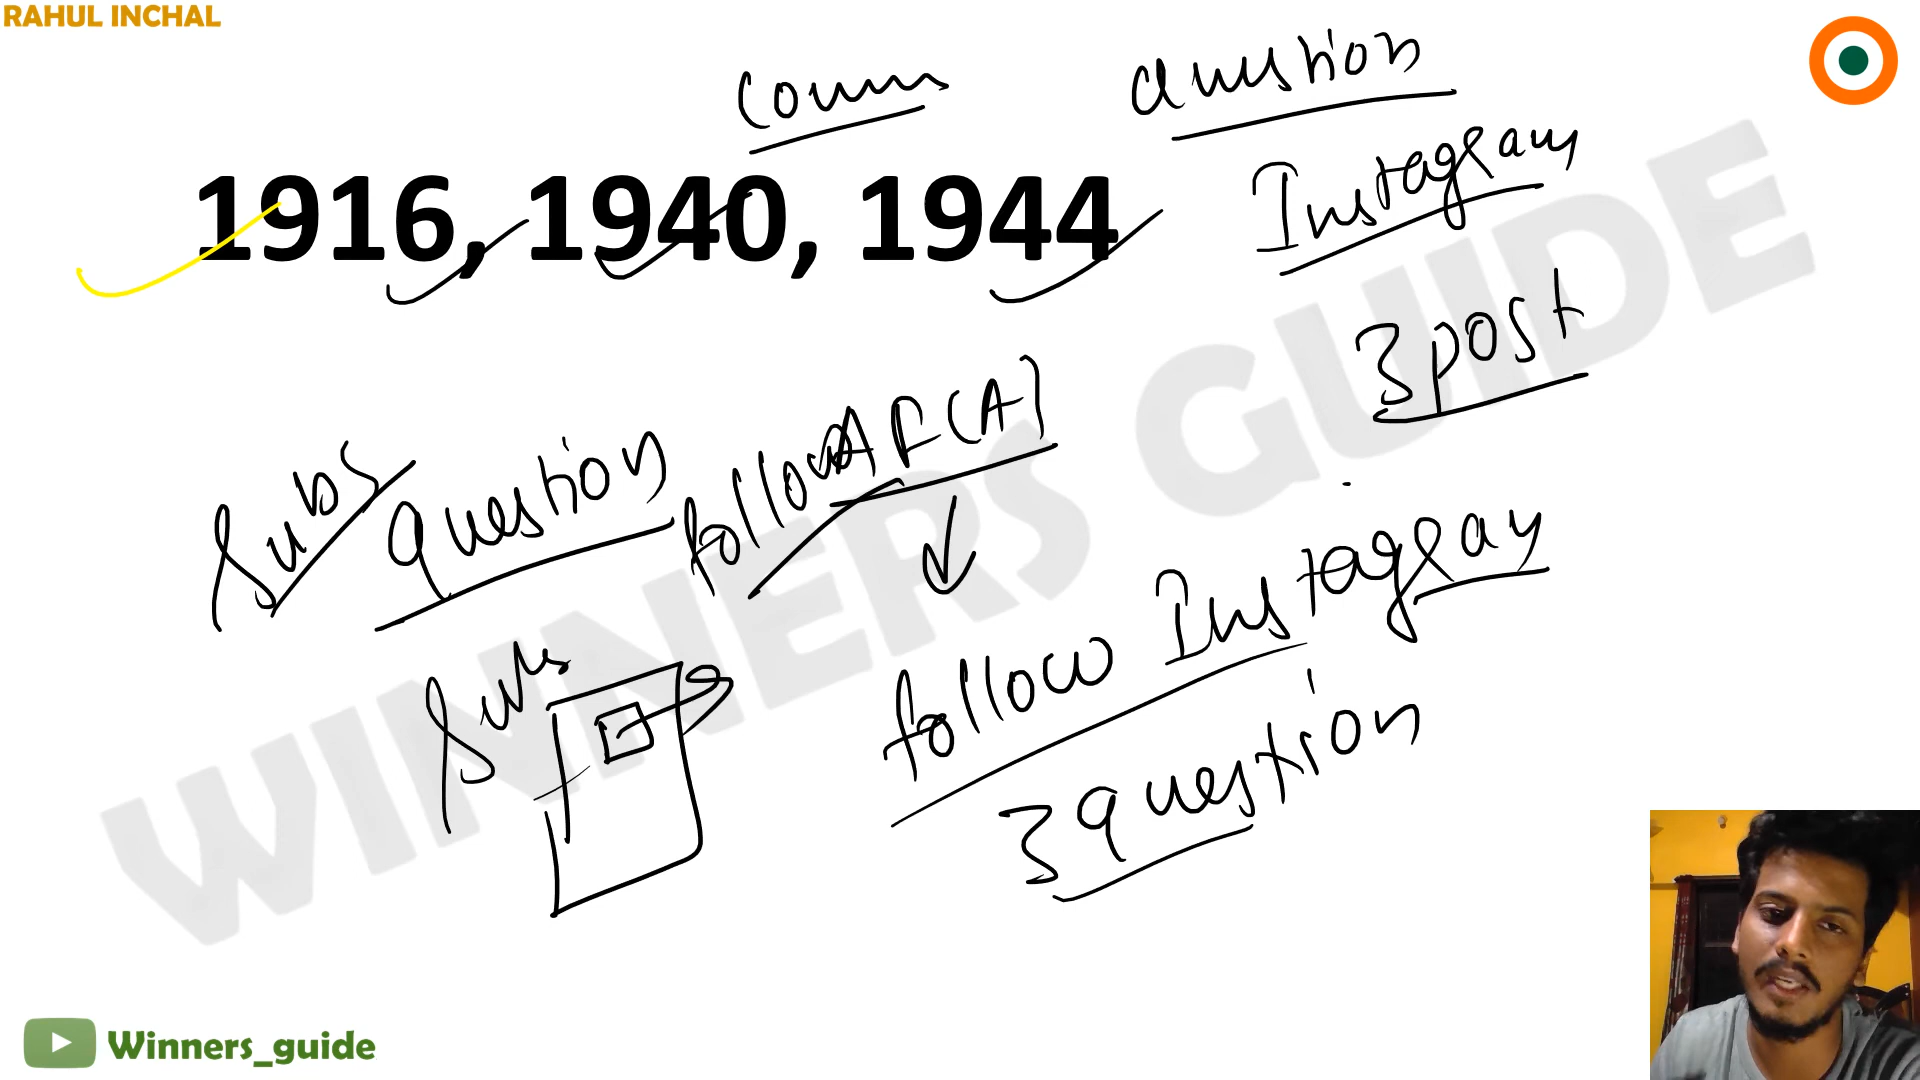 RAHUL INCHAL
Comm
Question
1916, 1940, 1944
Instagram
3 post
Subs
question
follow
AF(A)
follow Instagram
Subs
3 question
WINNERS GUIDE
Winners_guide